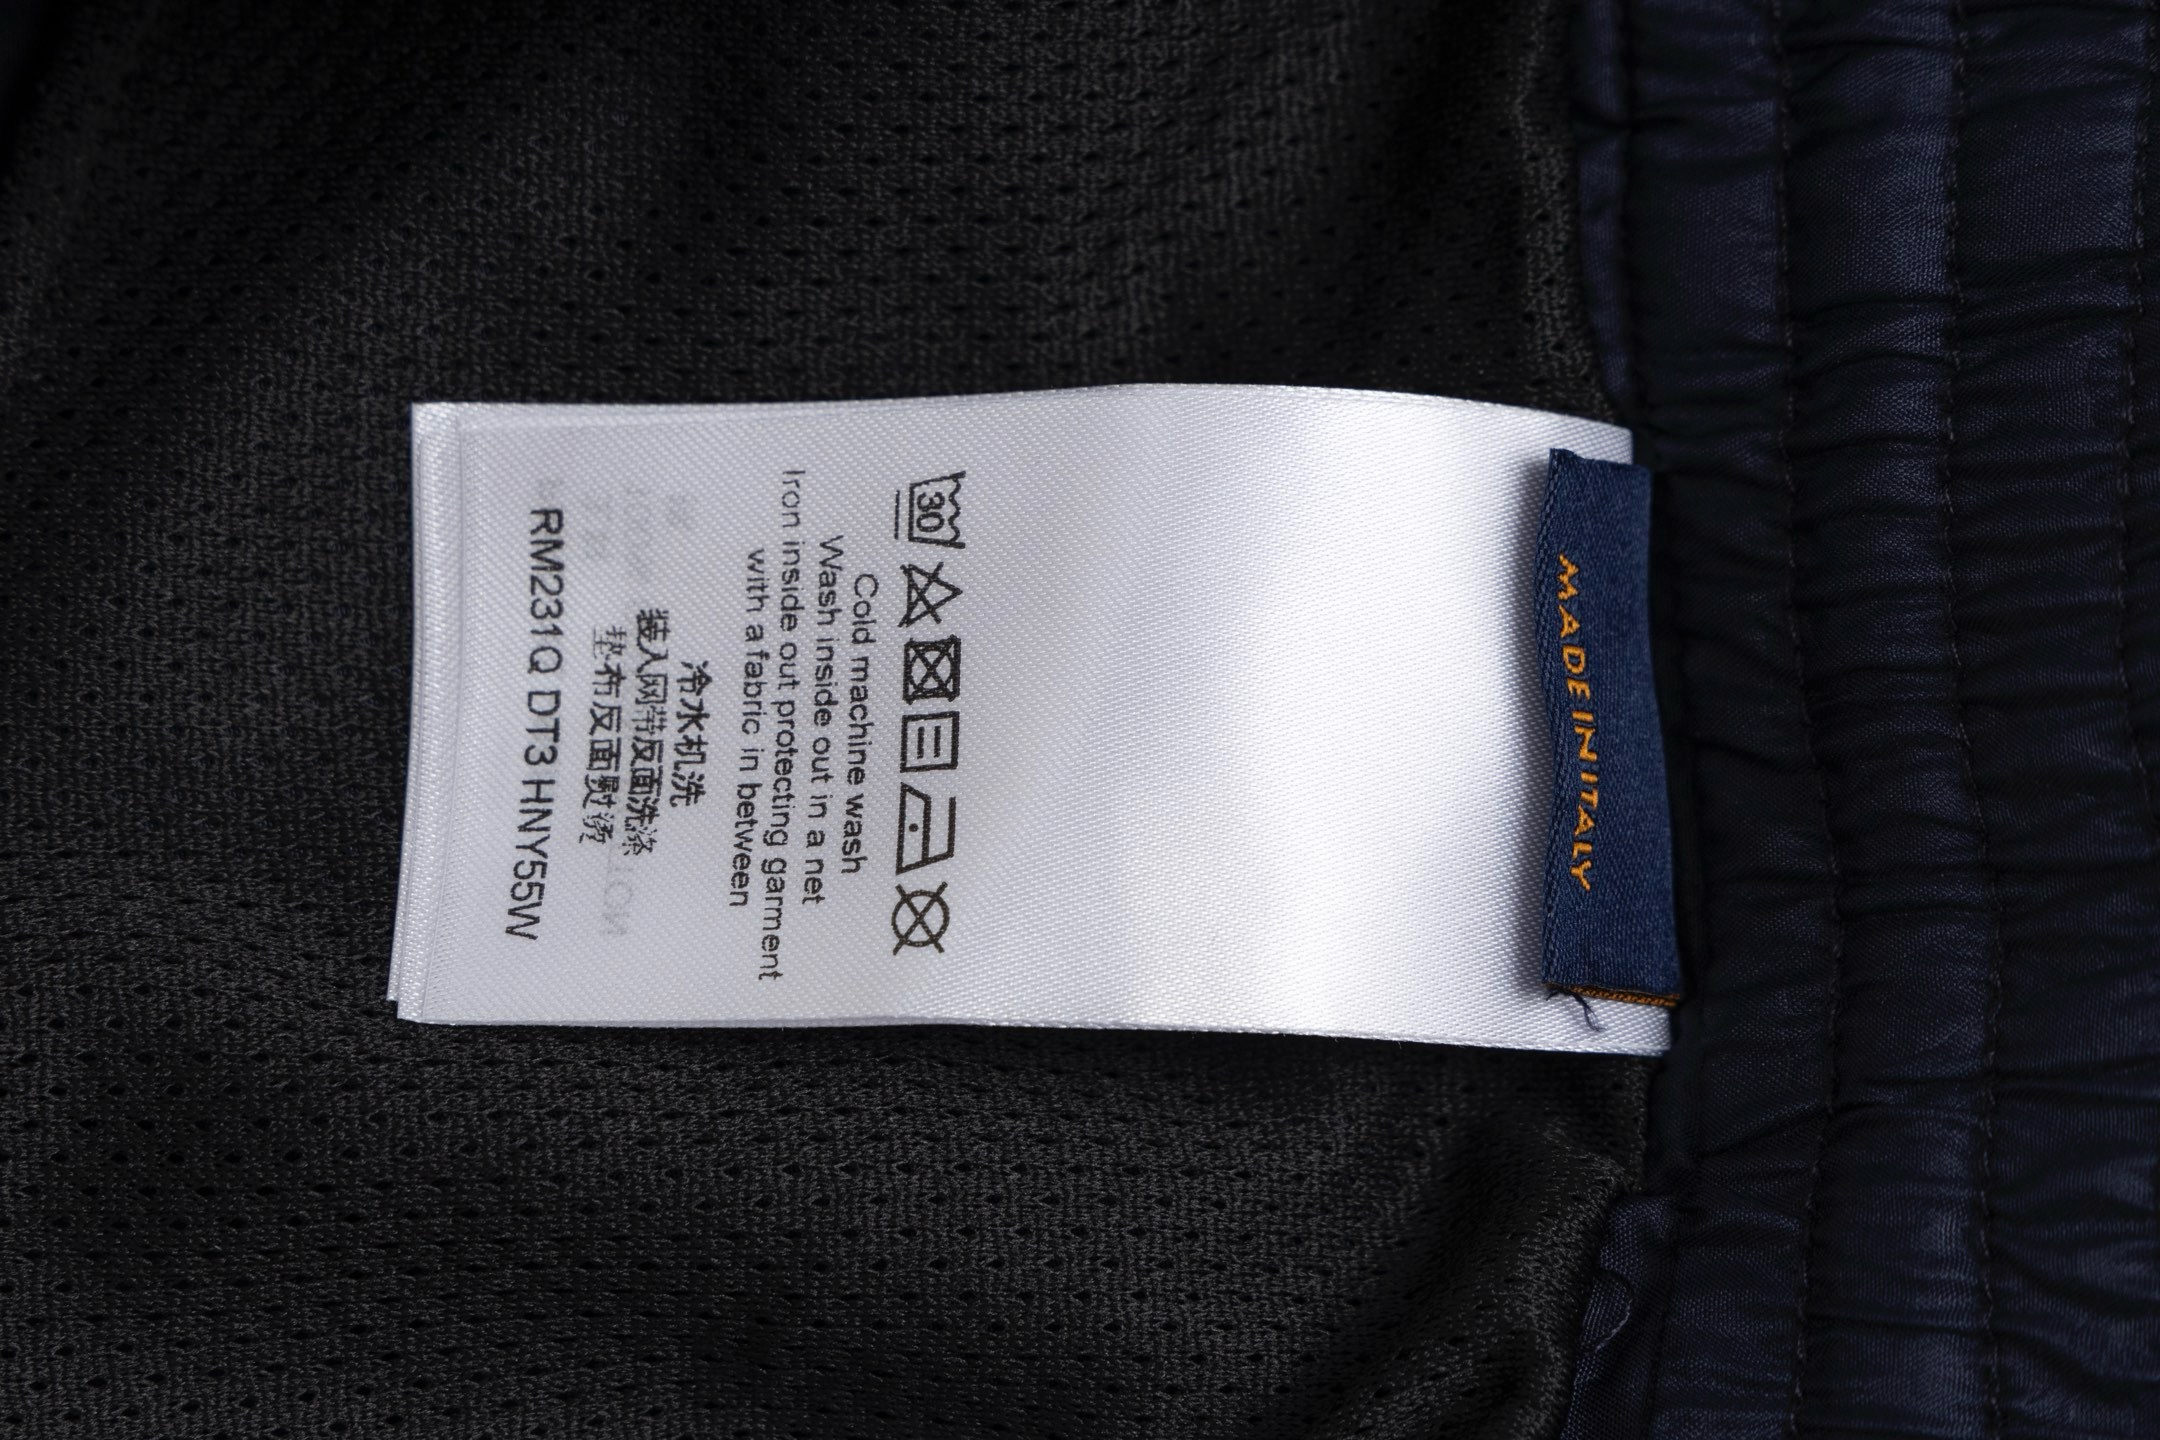 MADE IN ITALY
30
Cold machine wash
Wash inside out in a net
Iron inside out protecting garment
with a fabric in between
冷水机洗
装入网带反面洗涤
垫布反面熨烫
RM231Q DT3 HNY55W